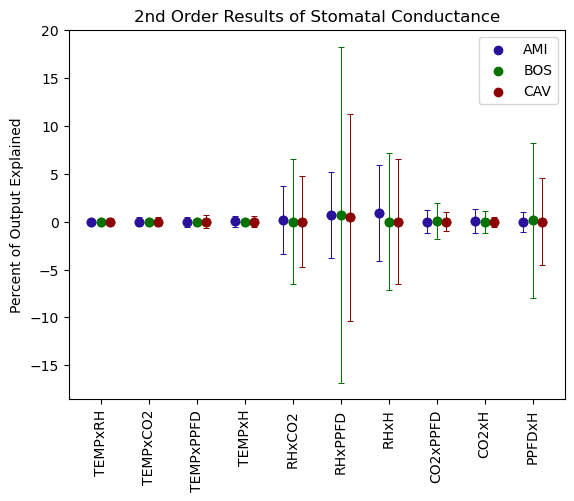 2nd Order Results of Stomatal Conductance
Percent of Output Explained
20
15
10
5
0
−5
−10
−15
AMI
BOS
CAV
TEMPxRH
TEMPxCO2
TEMPxPPFD
TEMPxH
RHxCO2
RHxPPFD
RHxH
CO2xPPFD
CO2xH
PPFDxH